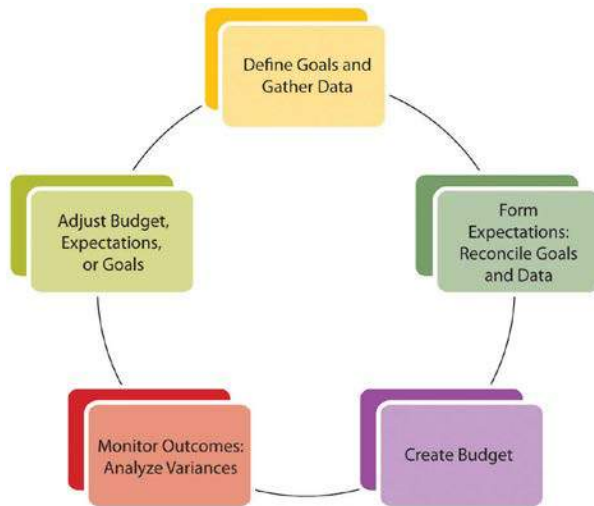 Define Goals and
Gather Data
Form
Expectations:
Reconcile Goals
and Data
Create Budget
Monitor Outcomes:
Analyze Variances
Adjust Budget,
Expectations,
or Goals